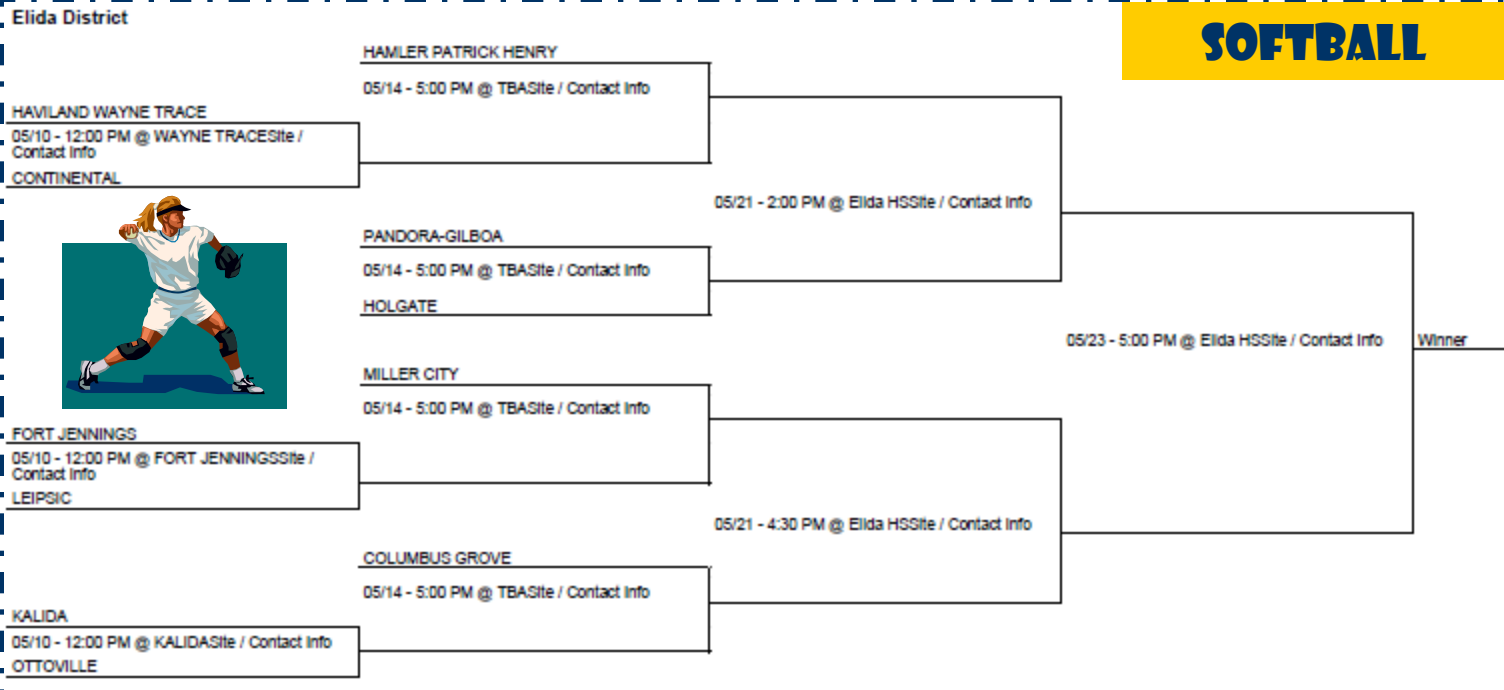 Elida District
SOFTBALL
HAMLER PATRICK HENRY
05/14 - 5:00 PM @ TBASite / Contact Info
HAVILAND WAYNE TRACE
05/10 - 12:00 PM @ WAYNE TRACESite /
Contact Info
CONTINENTAL
05/21 - 2:00 PM @ Elida HSSite / Contact Info
PANDORA-GILBOA
05/14 - 5:00 PM @ TBASite / Contact Info
HOLGATE
05/23 - 5:00 PM @ Elida HSSite / Contact Info
Winner
MILLER CITY
05/14 - 5:00 PM @ TBASite / Contact Info
FORT JENNINGS
05/10 - 12:00 PM @ FORT JENNINGSSite /
Contact Info
LEIPSIC
05/21 - 4:30 PM @ Elida HSSite / Contact Info
COLUMBUS GROVE
05/14 - 5:00 PM @ TBASite / Contact Info
KALIDA
05/10 - 12:00 PM @ KALIDASite / Contact Info
OTTOVILLE